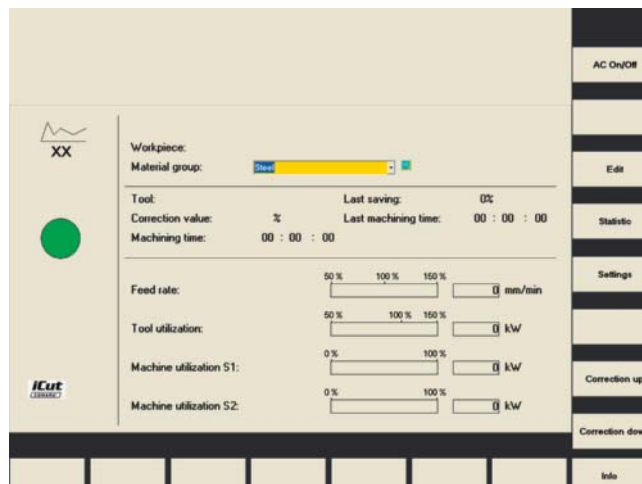 AC On/Off
XX
Workpiece:
Material group: Steel
Edit
Tool: Last saving: 0%
Correction value: % Last machining time: 00 : 00 : 00
Machining time: 00 : 00 : 00
Statistic
50 % 100 % 150 %
Feed rate: 0 mm/min
Settings
50 % 100 % 150 %
Tool utilization: 0 kW
0 % 100 %
Machine utilization S1: 0 kW
Correction up
0 % 100 %
Machine utilization S2: 0 kW
iCut
Correction dow
Info